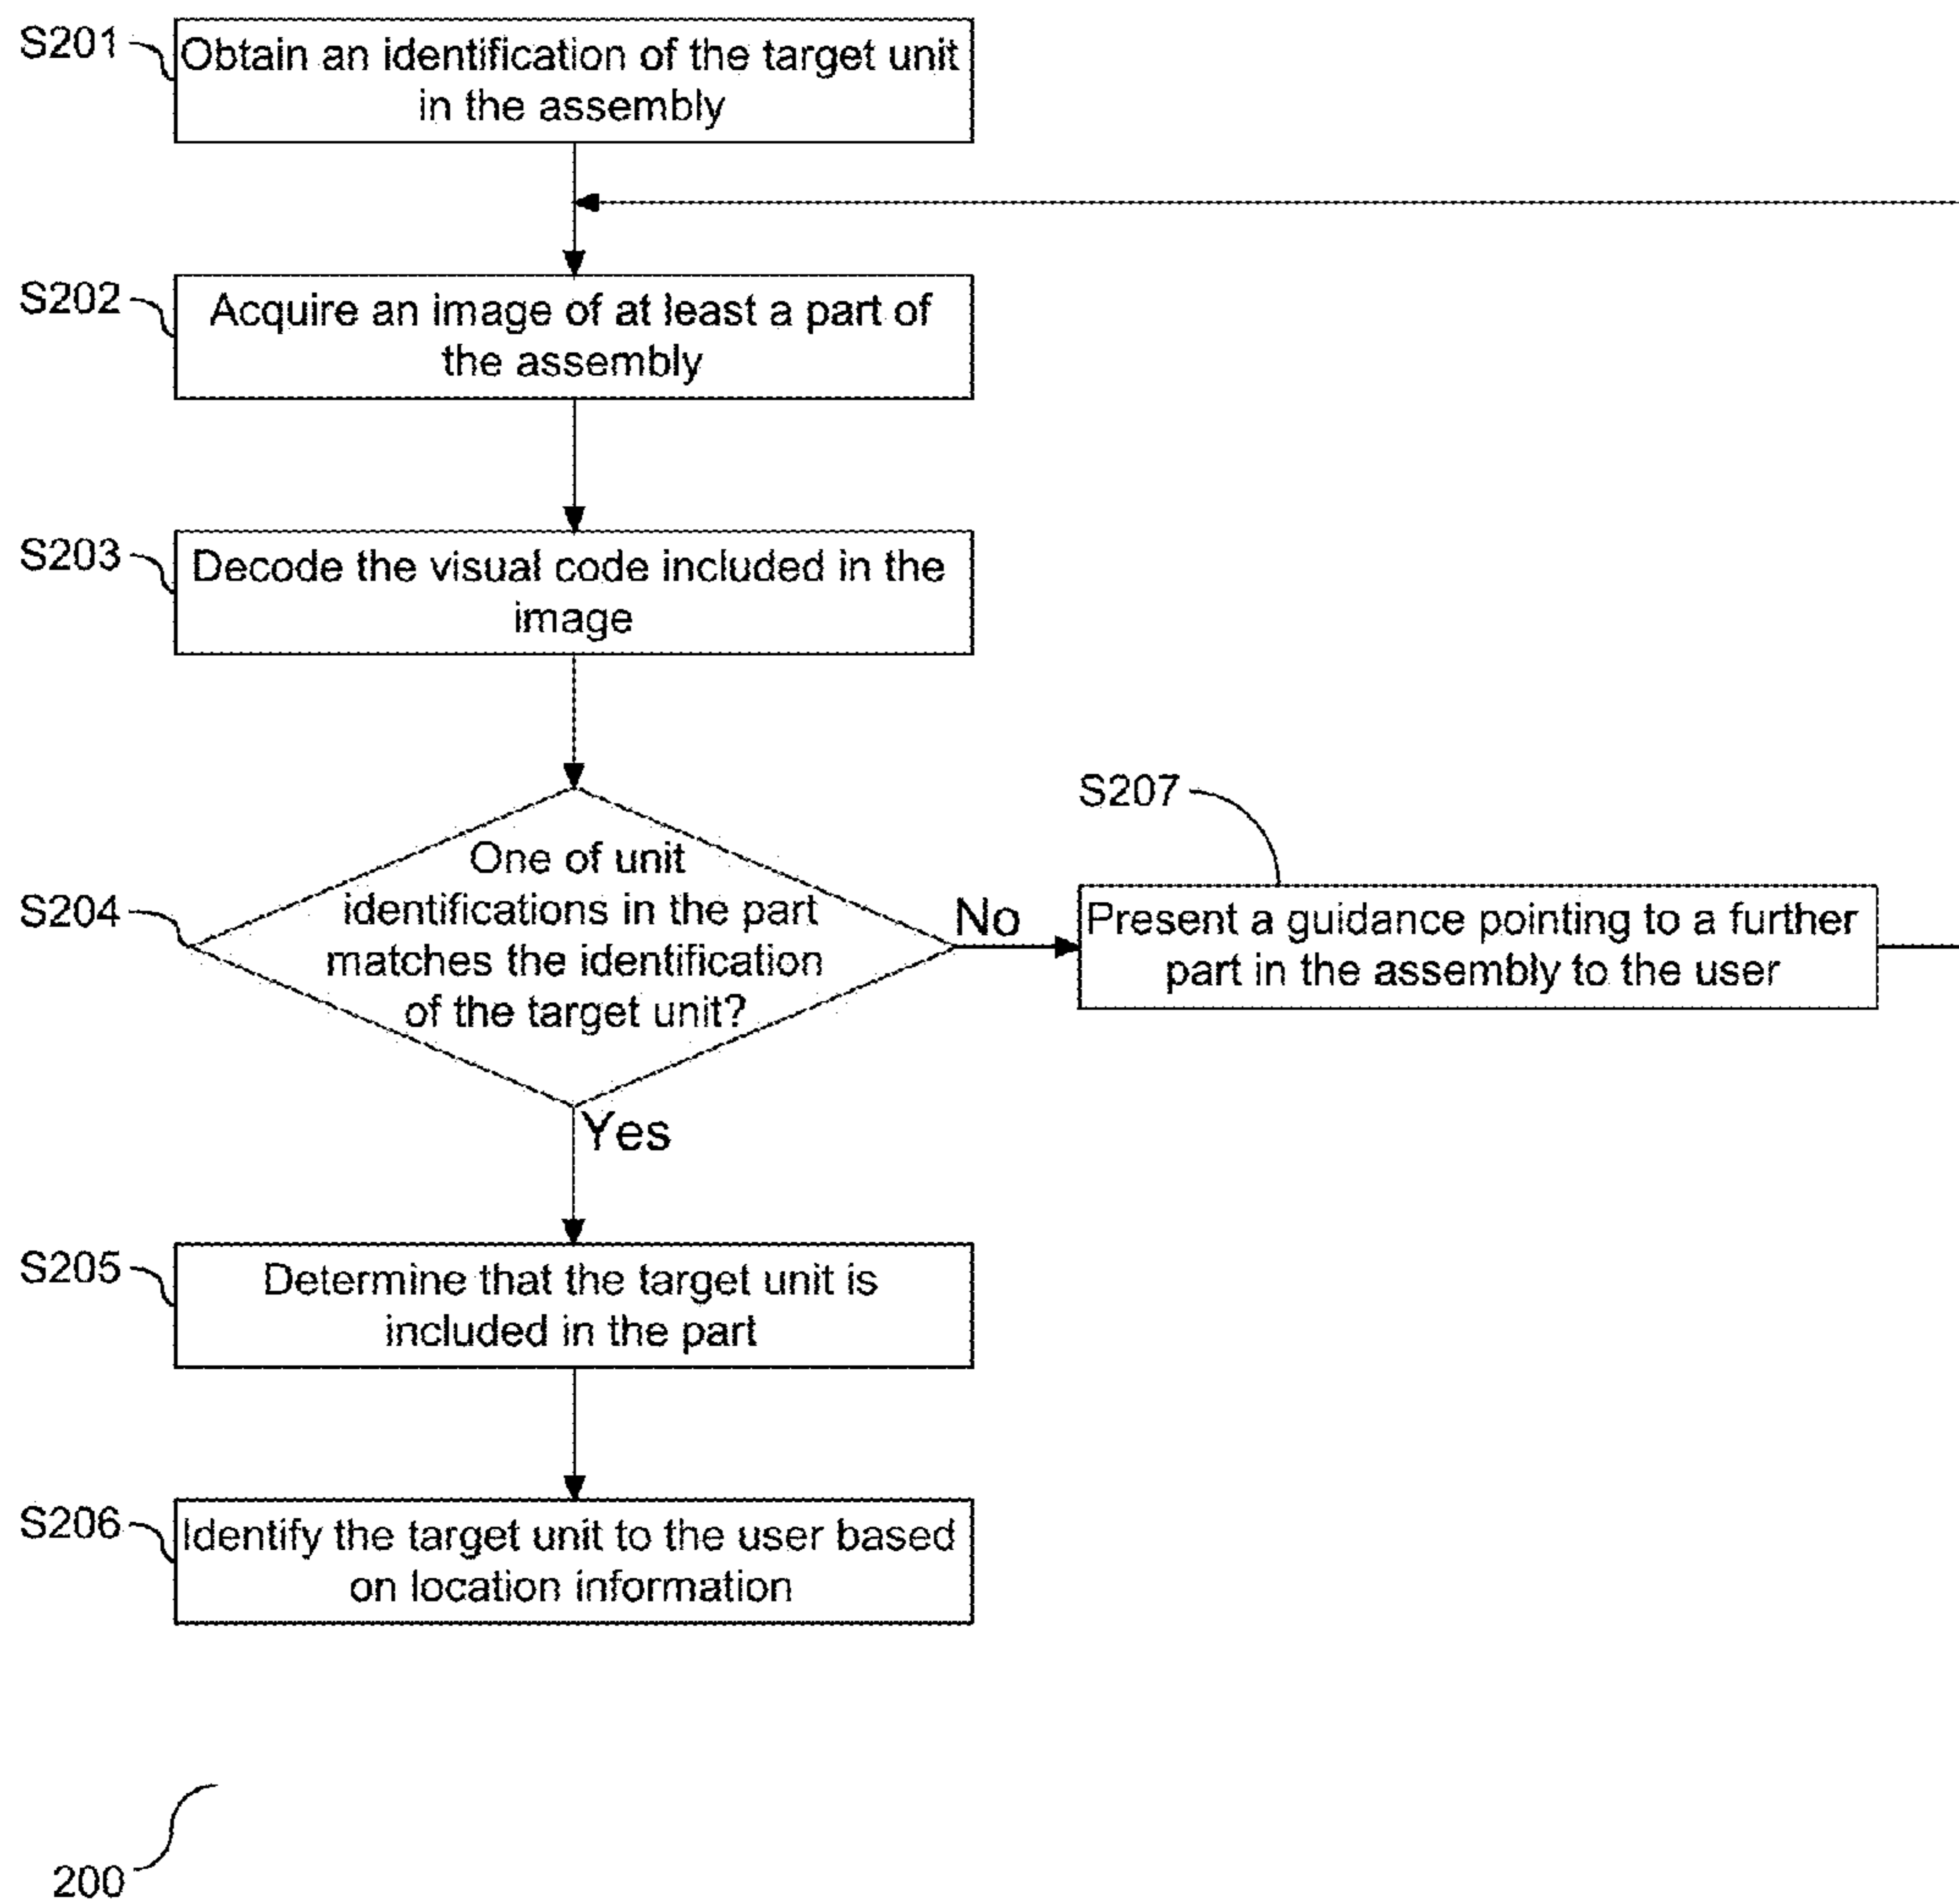 S201
Obtain an identification of the target unit
in the assembly
S202
Acquire an image of at least a part of
the assembly
S203
Decode the visual code included in the
image
S204
One of unit
identifications in the part
matches the identification
of the target unit?
No
S207
Present a guidance pointing to a further
part in the assembly to the user
Yes
S205
Determine that the target unit is
included in the part
S206
Identify the target unit to the user based
on location information
200